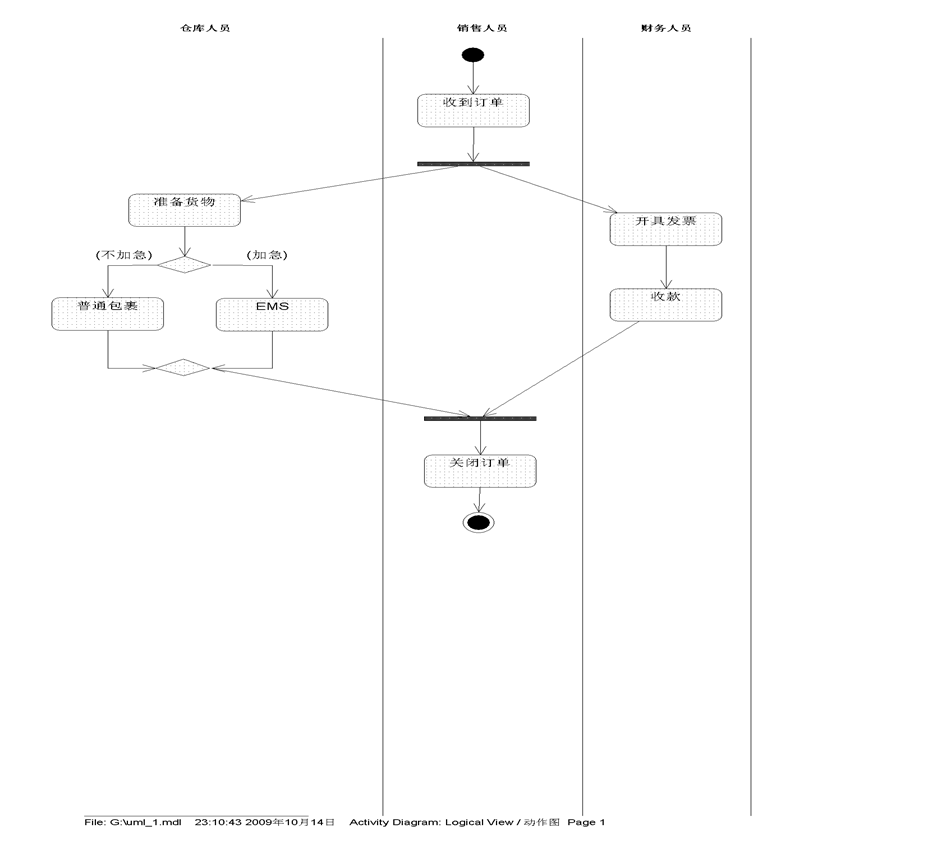 仓库人员 销售人员 财务人员
收到订单
准备货物
开具发票
(不加急) (加急)
收款
普通包裹 EMS
关闭订单
File: G:\uml_1.mdl 23:10:43 2009年10月14日 Activity Diagram: Logical View / 动作图 Page 1